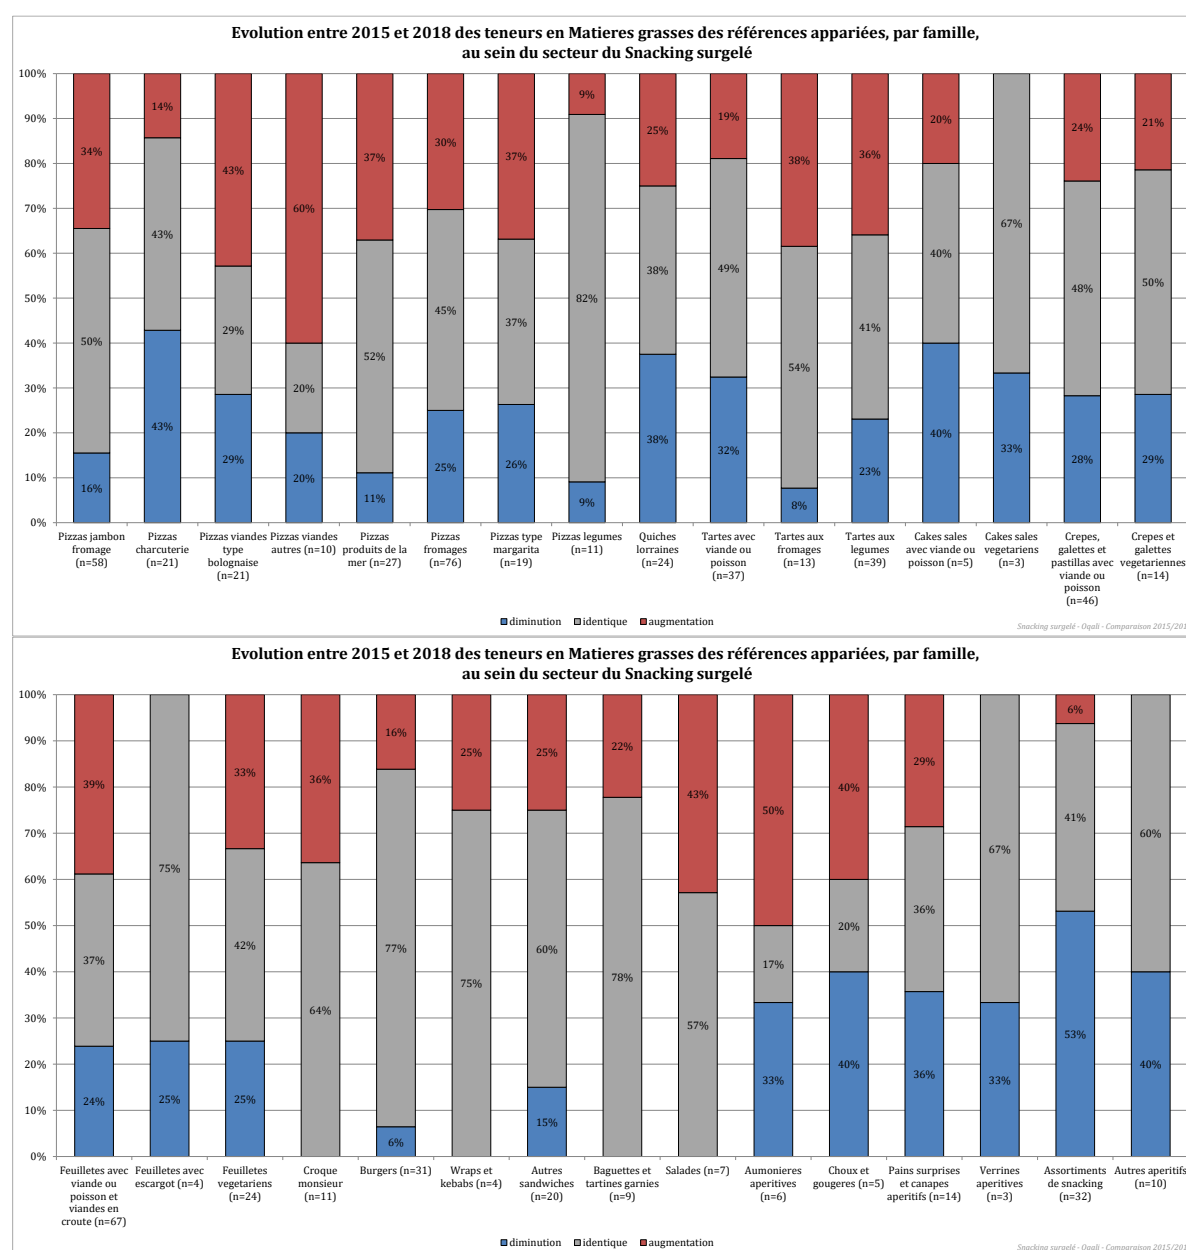 Evolution entre 2015 et 2018 des teneurs en Matieres grasses des références appariées, par famille,
au sein du secteur du Snacking surgelé
100%
90%
80%
70%
60%
50%
40%
30%
20%
10%
0%
34%
50%
16%
14%
43%
43%
43%
29%
29%
60%
20%
20%
37%
52%
11%
30%
45%
25%
37%
37%
26%
9%
82%
9%
25%
38%
38%
19%
49%
32%
38%
54%
8%
36%
41%
23%
20%
40%
40%
67%
33%
24%
48%
28%
21%
50%
29%
Pizzas jambon
fromage
(n=58)
Pizzas
charcuterie
(n=21)
Pizzas viandes
type
bolognaise
(n=21)
Pizzas viandes
autres (n=10)
Pizzas
produits de la
mer (n=27)
Pizzas
fromages
(n=76)
Pizzas type
margarita
(n=19)
Pizzas legumes
(n=11)
Quiches
lorraines
(n=24)
Tartes avec
viande ou
poisson
(n=37)
Tartes aux
fromages
(n=13)
Tartes aux
legumes
(n=39)
Cakes sales
avec viande ou
poisson (n=5)
Cakes sales
vegetariens
(n=3)
Crepes,
galettes et
pastillas avec
viande ou
poisson
(n=46)
Crepes et
galettes
vegetariennes
(n=14)
diminution identique augmentation
Snacking surgelé - Oqali - Comparaison 2015/201
Evolution entre 2015 et 2018 des teneurs en Matieres grasses des références appariées, par famille,
au sein du secteur du Snacking surgelé
100%
90%
80%
70%
60%
50%
40%
30%
20%
10%
0%
39%
37%
24%
75%
25%
33%
42%
25%
36%
64%
16%
77%
6%
25%
75%
25%
60%
15%
22%
78%
43%
57%
50%
17%
33%
40%
20%
40%
29%
36%
36%
67%
33%
6%
41%
53%
60%
40%
Feuilletes avec
viande ou
poisson et
viandes en
croute (n=67)
Feuilletes avec
escargot (n=4)
Feuilletes
vegetariens
(n=24)
Croque
monsieur
(n=11)
Burgers (n=31)
Wraps et
kebabs (n=4)
Autres
sandwiches
(n=20)
Baguettes et
tartines garnies
(n=9)
Salades (n=7)
Aumonieres
aperitives
(n=6)
Choux et
gougeres (n=5)
Pains surprises
et canapes
aperitifs (n=14)
Verrines
aperitives
(n=3)
Assortiments
de snacking
(n=32)
Autres aperitifs
(n=10)
diminution identique augmentation
Snacking surgelé - Oqali - Comparaison 2015/201